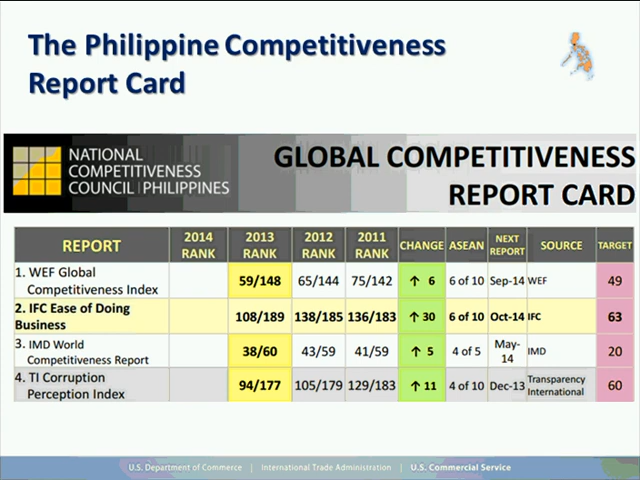 The Philippine Competitiveness
Report Card
NATIONAL
COMPETITIVENESS
COUNCIL | PHILIPPINES
GLOBAL COMPETITIVENESS
REPORT CARD
REPORT 2014 RANK 2013 RANK 2012 RANK 2011 RANK CHANGE ASEAN NEXT REPORT SOURCE TARGET
1. WEF Global Competitiveness Index 59/148 65/144 75/142 ↑ 6 6 of 10 Sep-14 WEF 49
2. IFC Ease of Doing Business 108/189 138/185 136/183 ↑ 30 6 of 10 Oct-14 IFC 63
3. IMD World Competitiveness Report 38/60 43/59 41/59 ↑ 5 4 of 5 May-14 IMD 20
4. TI Corruption Perception Index 94/177 105/179 129/183 ↑ 11 4 of 10 Dec-13 Transparency International 60
U.S. Department of Commerce | International Trade Administration | U.S. Commercial Service